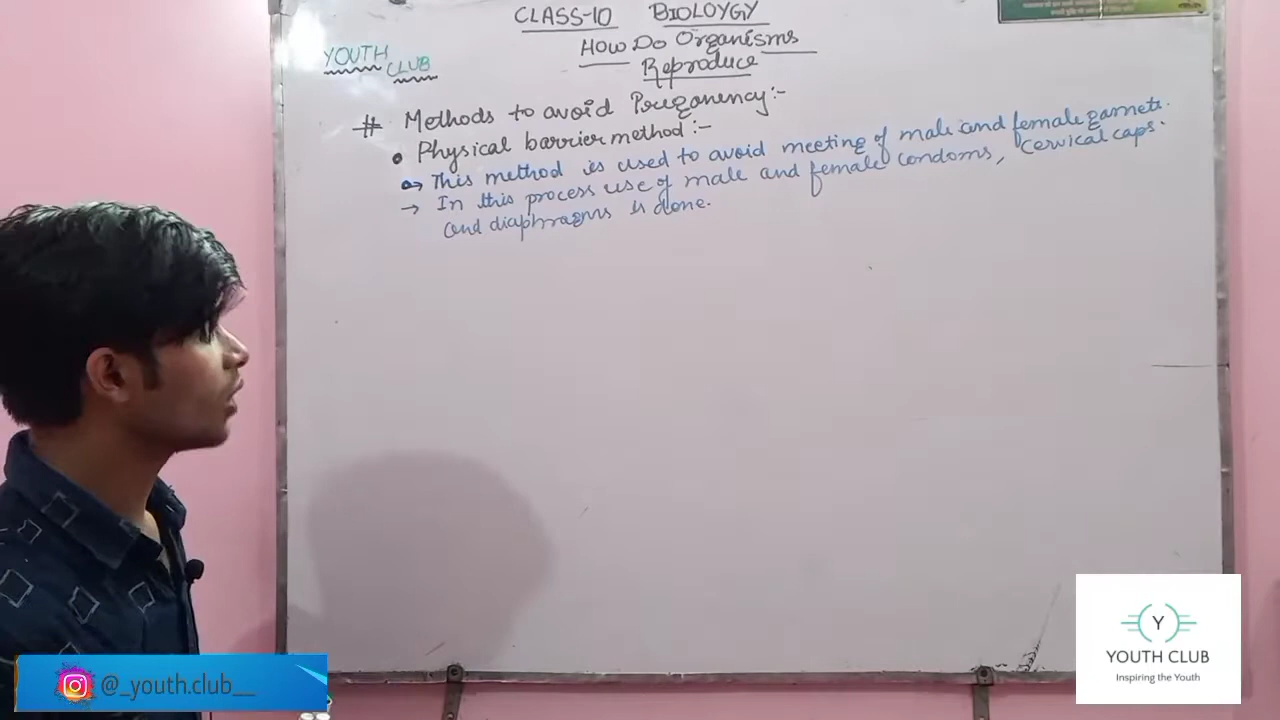 CLASS-10 BIOLOYGY
HOW DO Organisms
Reproduce
YOUTH
CLUB
# Methods to avoid Preganency:-
• Physical barrier method:-
→ This method is used to avoid meeting of male and female gamets.
→ In this process use of male and female condoms, cervical caps.
and diaphragms is done.
@_youth.club__
Y
YOUTH CLUB
Inspiring the Youth